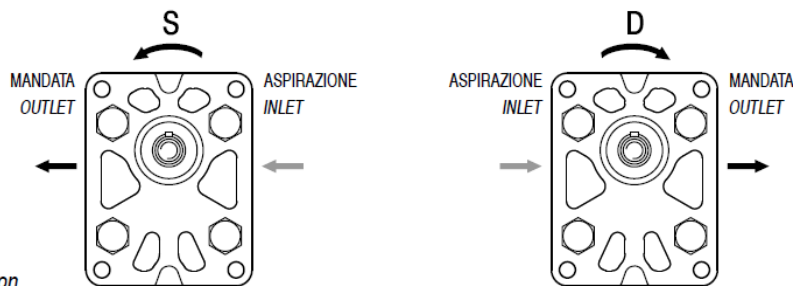 S
MANDATA
OUTLET
ASPIRAZIONE
INLET
D
ASPIRAZIONE
INLET
MANDATA
OUTLET